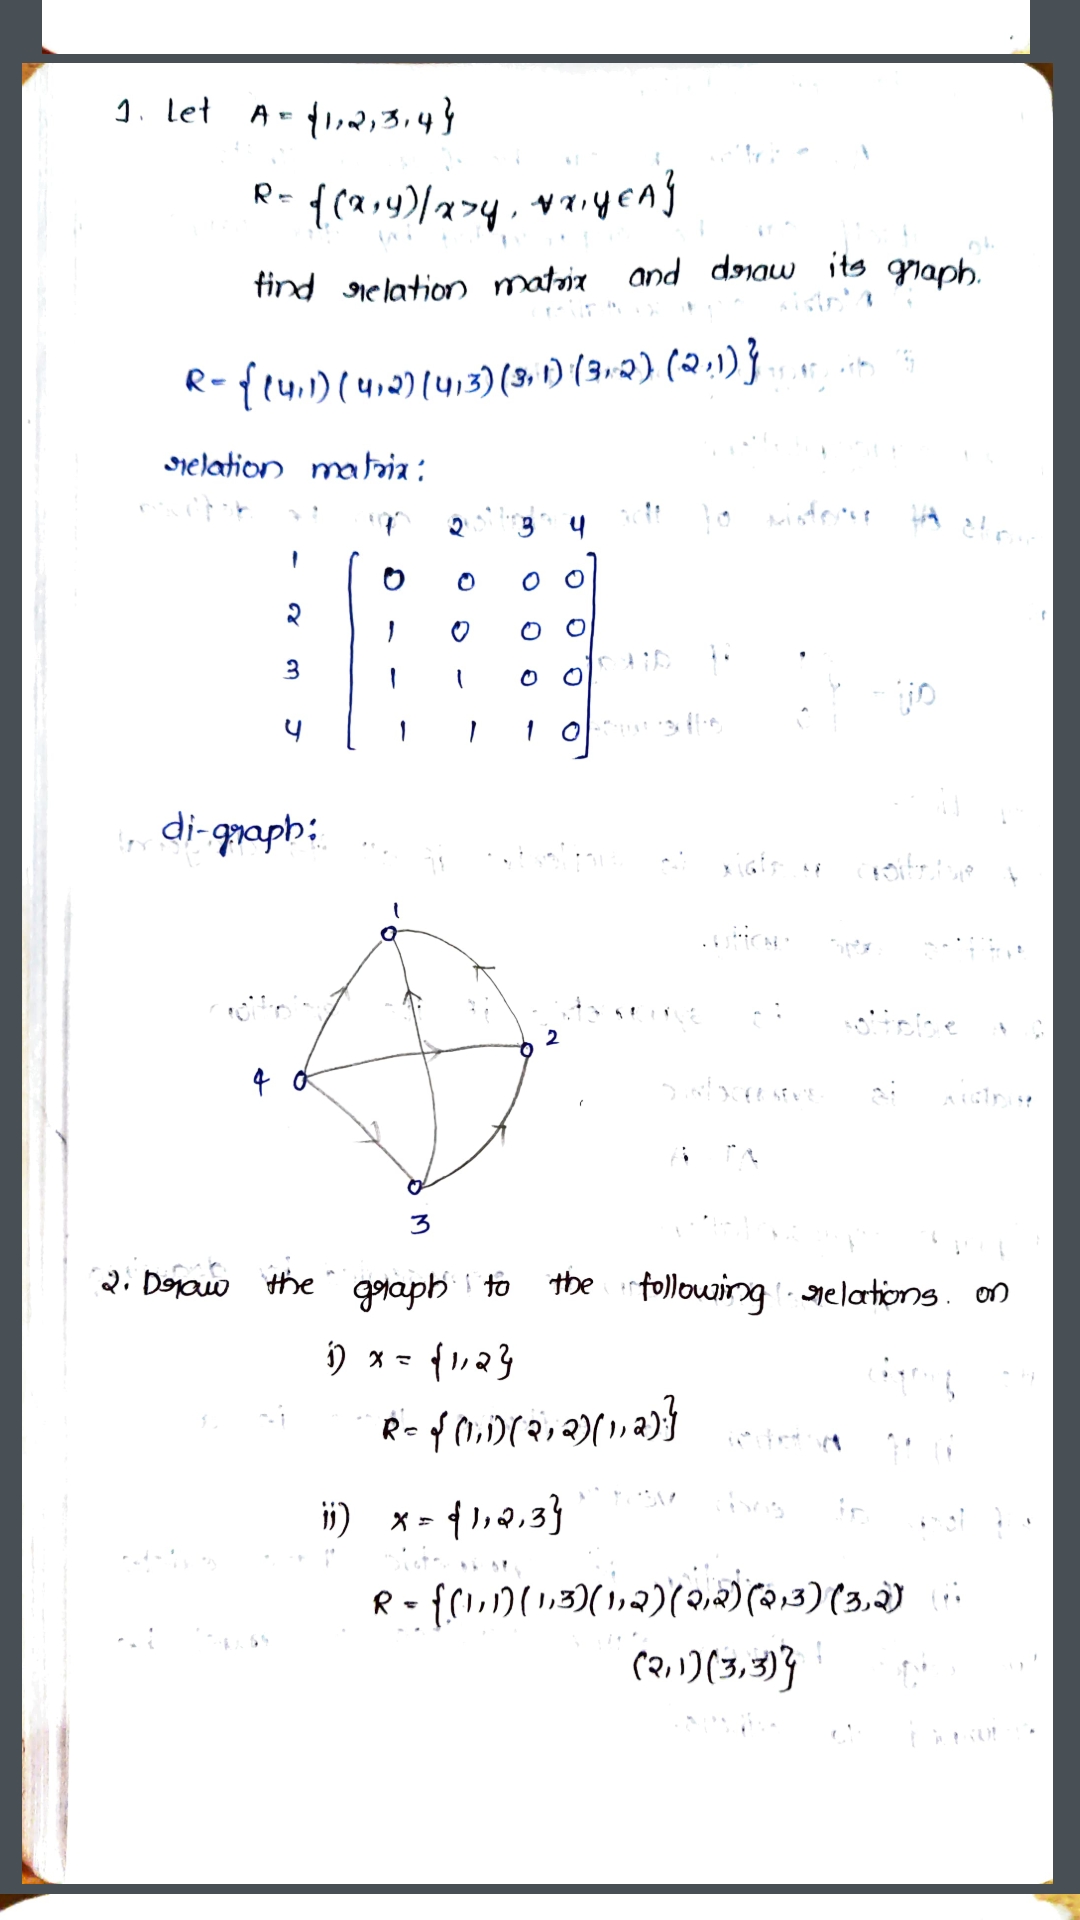 1. Let A = {1,2,3,4}
R = {(x,y)/x>y, ∀x,y∈A}
find relation matrix and draw its graph.
R = {(4,1)(4,2)(4,3)(3,1)(3,2)(2,1)}
relation matrix:
1 2 3 4
1 [0 0 0 0]
2 [1 0 0 0]
3 [1 1 0 0]
4 [1 1 1 0]
di-graph:
1
2
4
3
2. Draw the graph to the following relations. on
i) x = {1,2}
R = {(1,1)(2,2)(1,2)}
ii) x = {1,2,3}
R = {(1,1)(1,3)(1,2)(2,2)(2,3)(3,2)
(2,1)(3,3)}